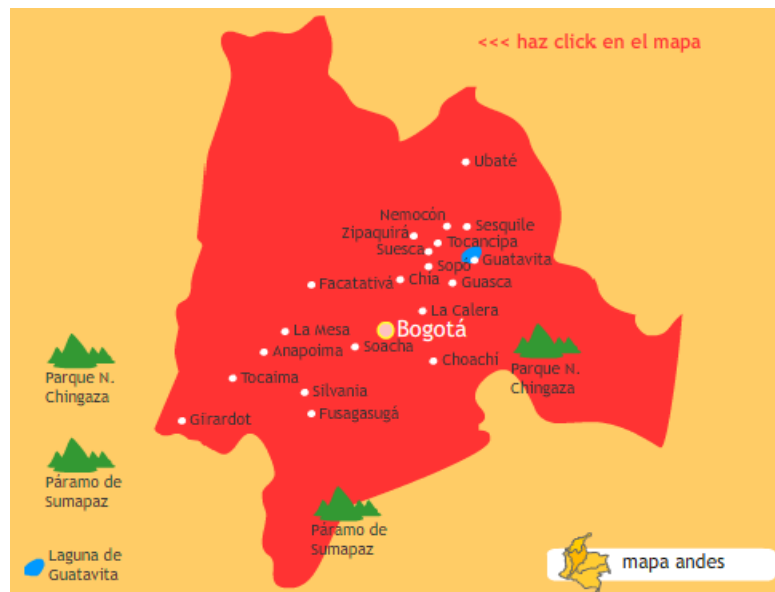 <<< haz click en el mapa
Ubaté
Nemocón
Sesquile
Zipaquirá
Tocancipa
Suesca
Sopó
Guatavita
Facatativá
Chía
Guasca
La Calera
La Mesa
Bogotá
Soacha
Anapoima
Choachí
Parque N.
Chingaza
Parque N.
Chingaza
Tocaima
Silvania
Girardot
Fusagasugá
Páramo de
Sumapaz
Páramo de
Sumapaz
Laguna de
Guatavita
mapa andes